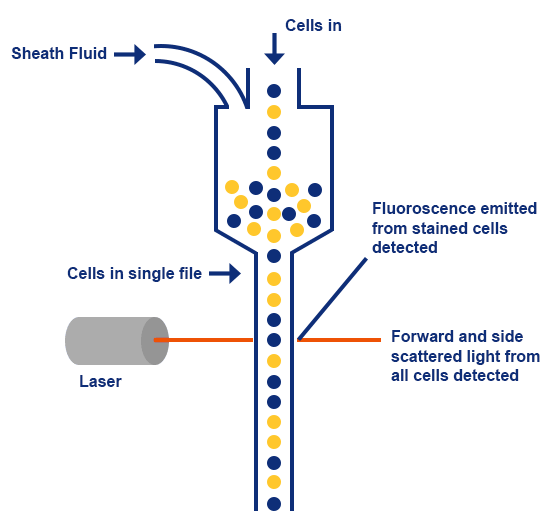 Cells in
Sheath Fluid
Fluoroscence emitted
from stained cells
detected
Cells in single file
Forward and side
scattered light from
all cells detected
Laser